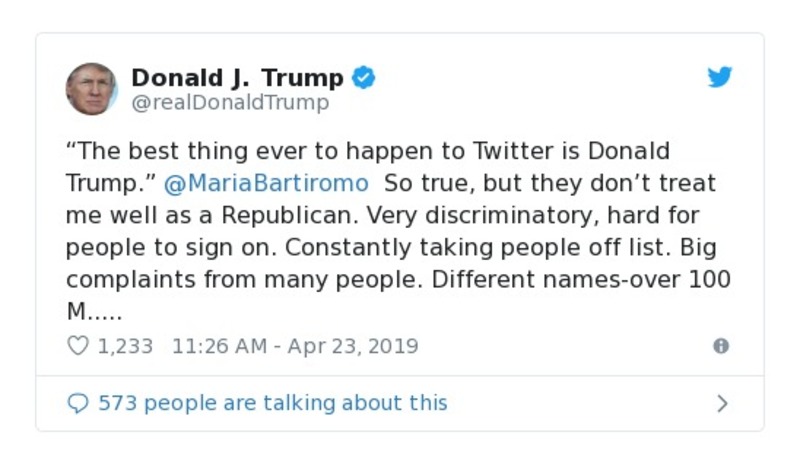 Donald J. Trump
@realDonaldTrump
“The best thing ever to happen to Twitter is Donald
Trump.” @MariaBartiromo So true, but they don’t treat
me well as a Republican. Very discriminatory, hard for
people to sign on. Constantly taking people off list. Big
complaints from many people. Different names-over 100
M.....
1,233 11:26 AM - Apr 23, 2019
573 people are talking about this